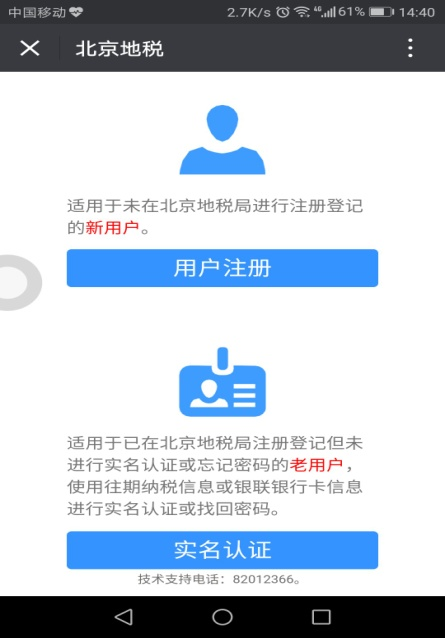 中国移动 2.7K/s 4G 61% 14:40
北京地税
适用于未在北京地税局进行注册登记
的新用户。
用户注册
适用于已在北京地税局注册登记但未
进行实名认证或忘记密码的老用户，
使用往期纳税信息或银联银行卡信息
进行实名认证或找回密码。
实名认证
技术支持电话：82012366。